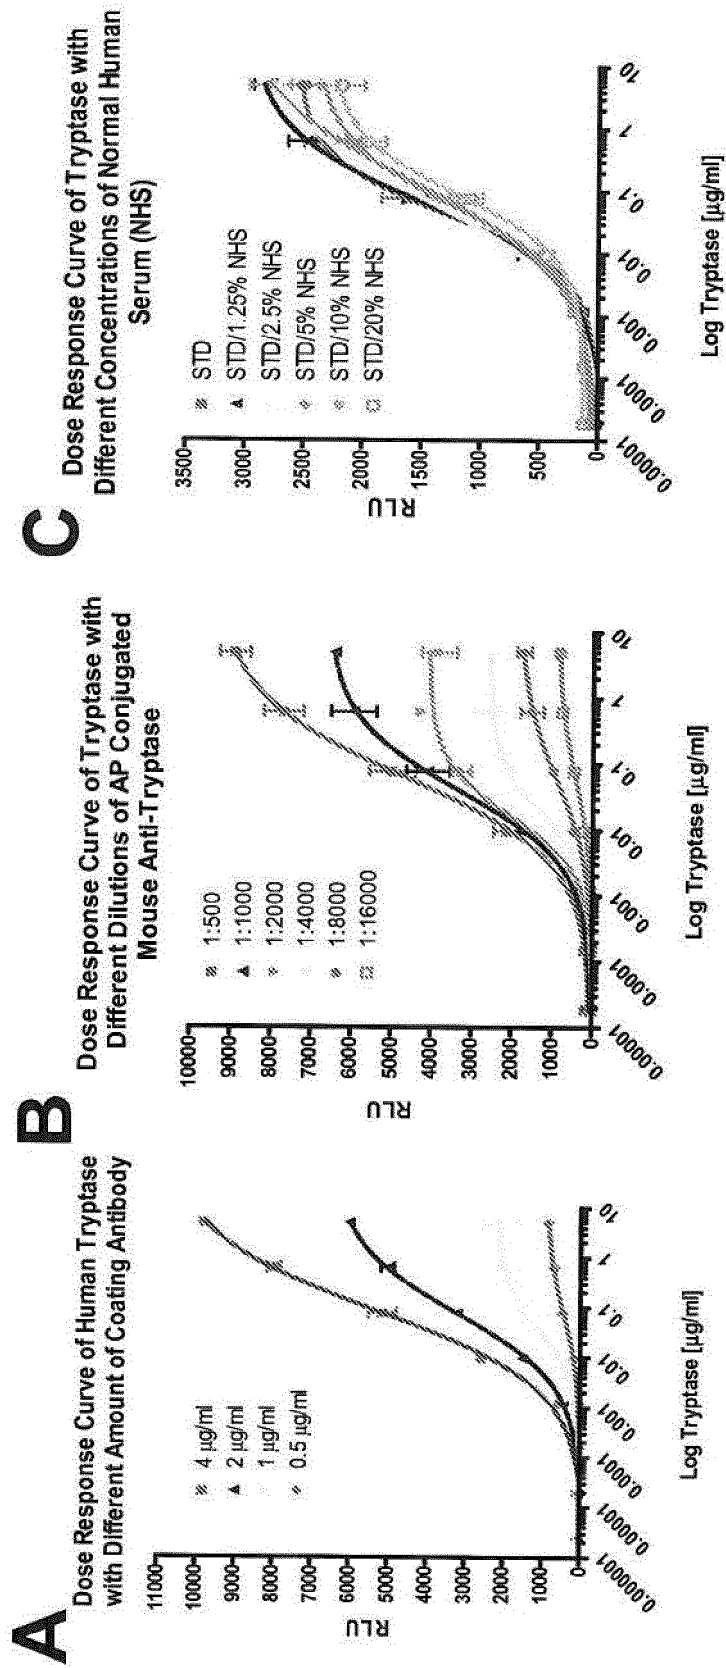 A
Dose Response Curve of Human Tryptase
with Different Amount of Coating Antibody
11000
10000
9000
8000
7000
6000
5000
4000
3000
2000
1000
0
RLU
4 µg/ml
2 µg/ml
1 µg/ml
0.5 µg/ml
0.000001
0.00001
0.0001
0.001
0.01
0.1
1
10
Log Tryptase [µg/ml]
B
Dose Response Curve of Tryptase with
Different Dilutions of AP Conjugated
Mouse Anti-Tryptase
10000
9000
8000
7000
6000
5000
4000
3000
2000
1000
0
RLU
1:500
1:1000
1:2000
1:4000
1:8000
1:16000
0.00001
0.0001
0.001
0.01
0.1
1
10
Log Tryptase [µg/ml]
C
Dose Response Curve of Tryptase with
Different Concentrations of Normal Human
Serum (NHS)
3500
3000
2500
2000
1500
1000
500
0
RLU
STD
STD/1.25% NHS
STD/2.5% NHS
STD/5% NHS
STD/10% NHS
STD/20% NHS
0.00001
0.0001
0.001
0.01
0.1
1
10
Log Tryptase [µg/ml]